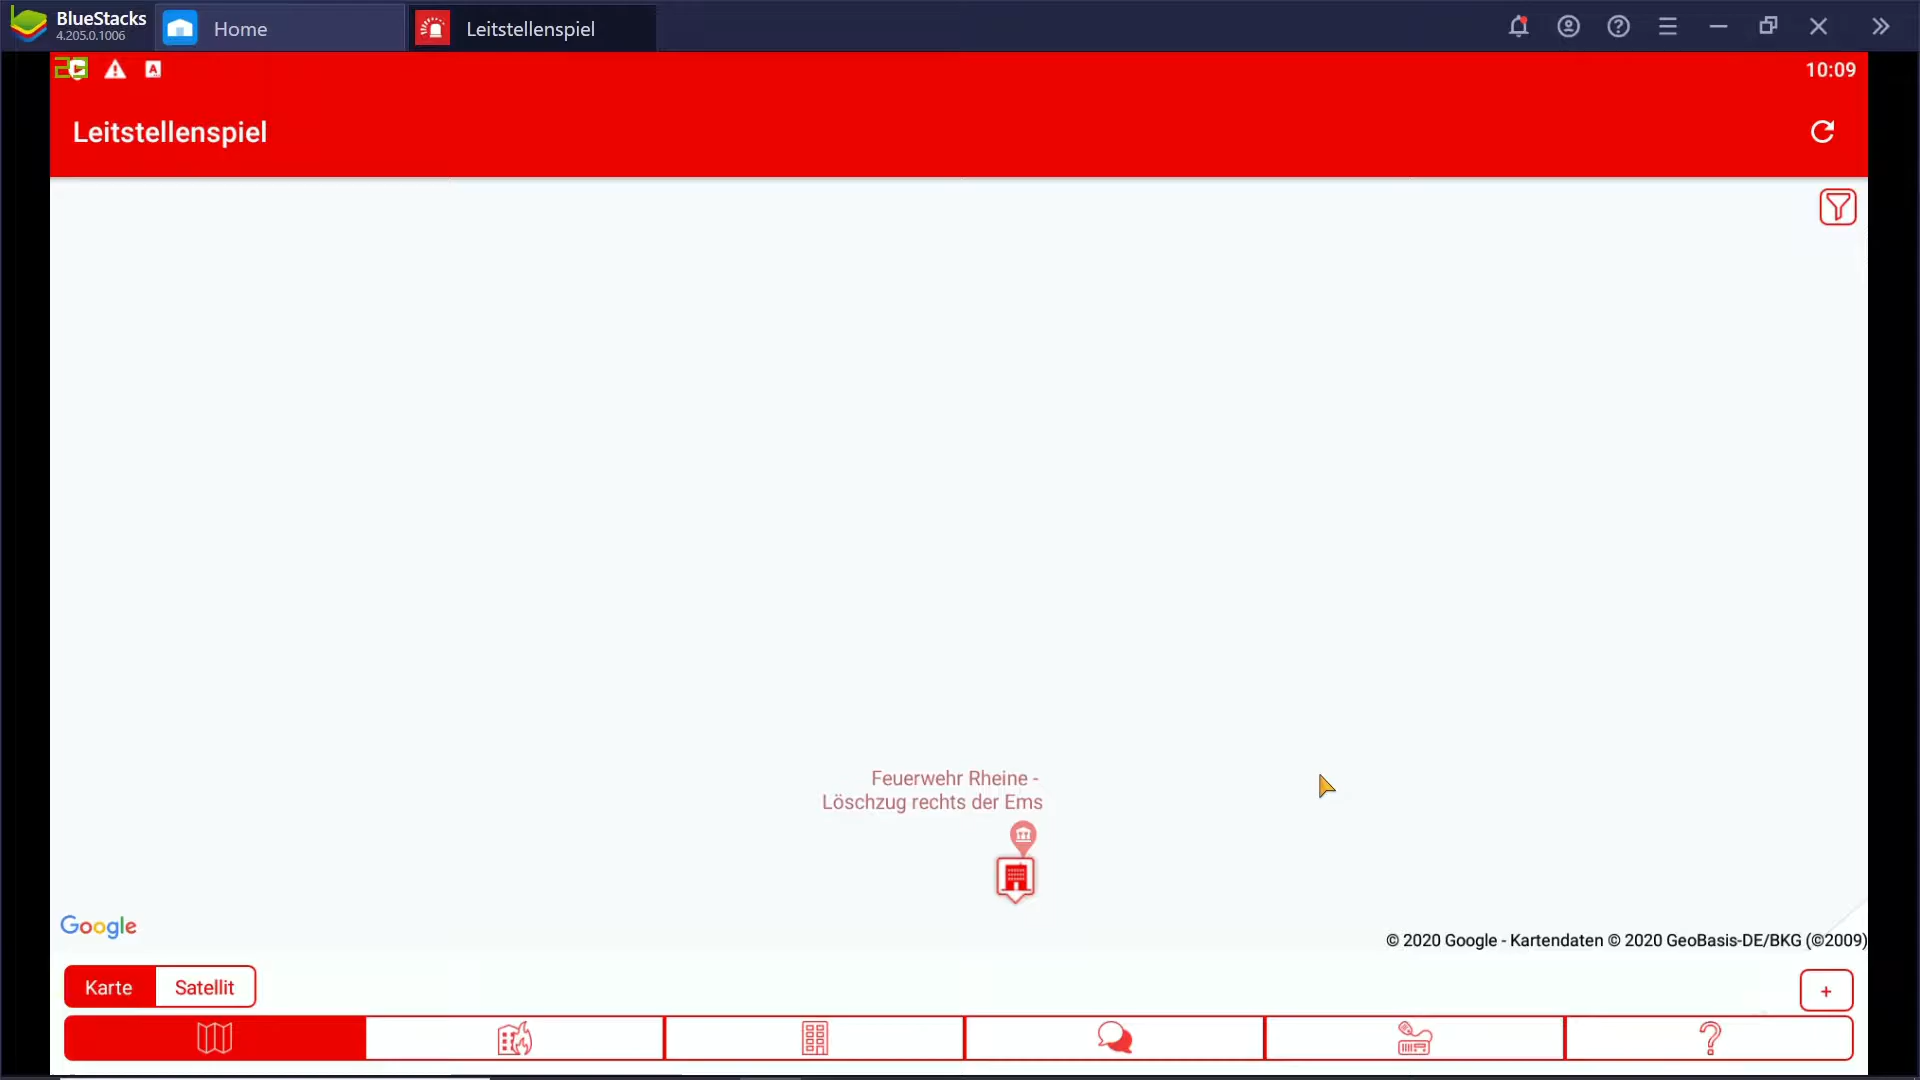 BlueStacks
4.205.0.1006
Home
Leitstellenspiel
10:09
Leitstellenspiel
Feuerwehr Rheine -
Löschzug rechts der Ems
Google
© 2020 Google - Kartendaten © 2020 GeoBasis-DE/BKG (©2009)
Karte
Satellit
+